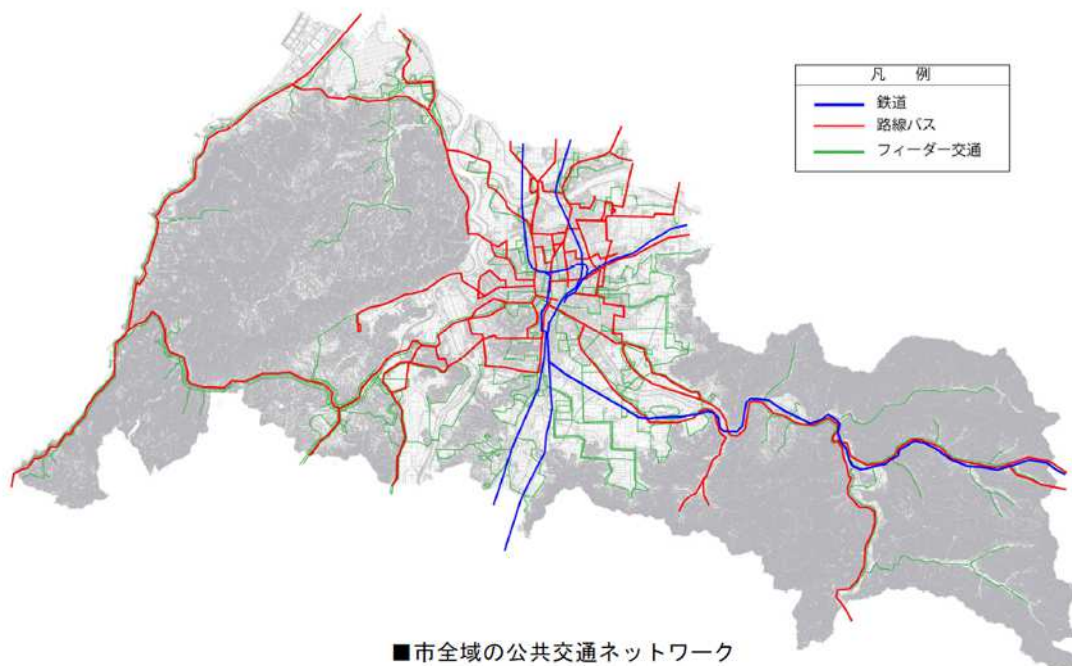 凡　例
鉄道
路線バス
フィーダー交通
■市全域の公共交通ネットワーク